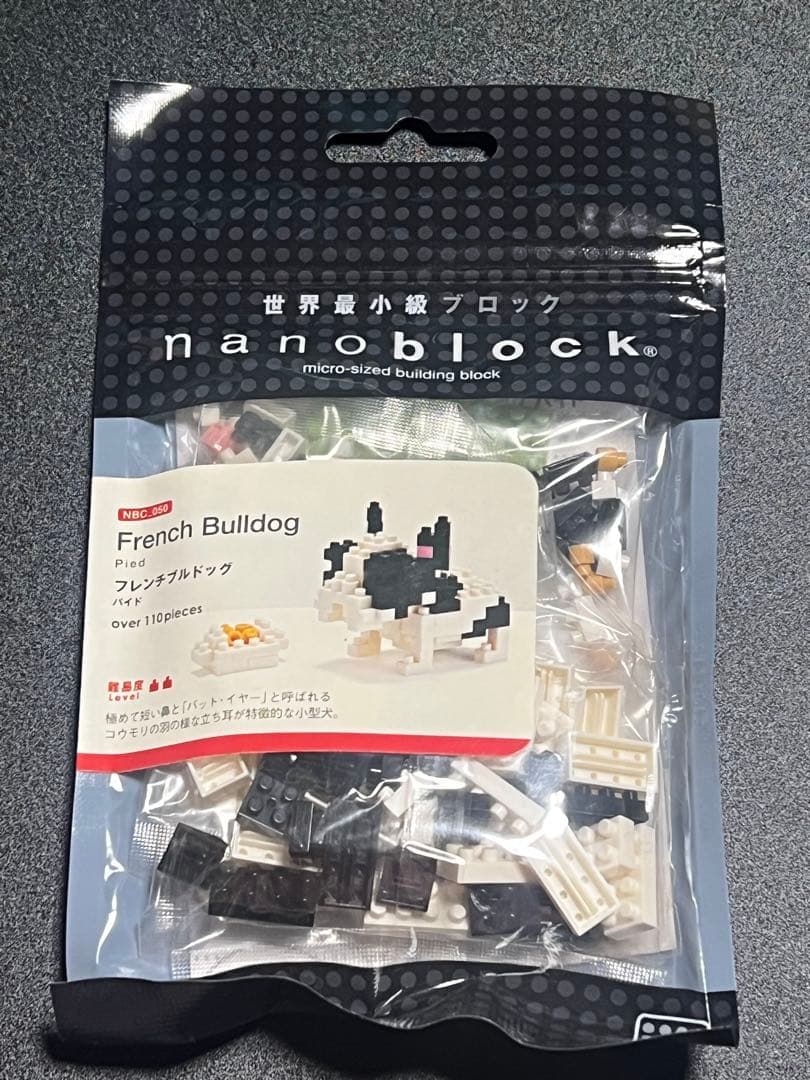 世界最小級ブロック
nanoblock®
micro-sized building block
NBC_050
French Bulldog
Pied
フレンチブルドッグ
パイド
over 110pieces
難易度
Level
極めて短い鼻と「バット・イヤー」と呼ばれる
コウモリの羽の様な立ち耳が特徴的な小型犬。